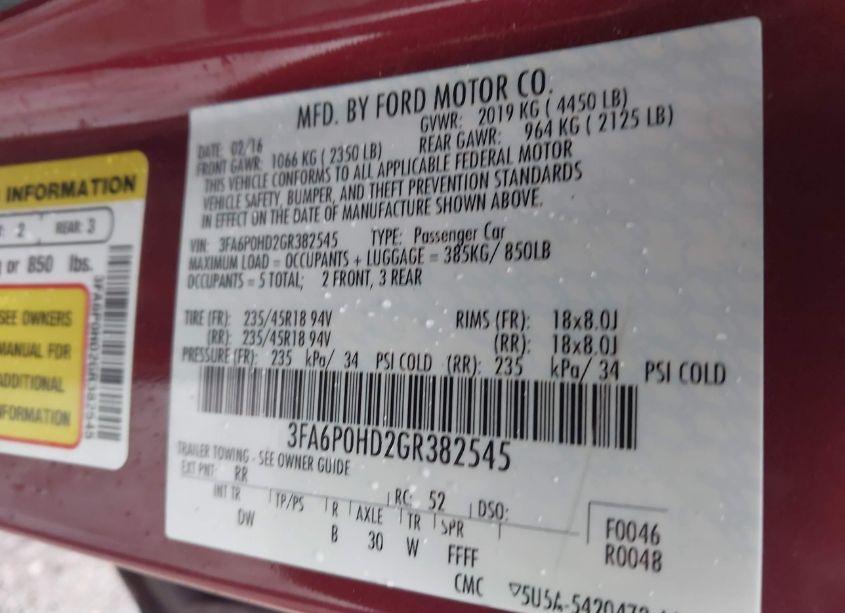 INFORMATION
2 REAR: 3
or 850 lbs.
SEE OWNERS
MANUAL FOR
ADDITIONAL
INFORMATION
3FA6P0HD2GR382545
MFD. BY FORD MOTOR CO.
DATE: 02/16 GVWR: 2019 KG ( 4450 LB)
FRONT GAWR: 1066 KG ( 2350 LB) REAR GAWR: 964 KG ( 2125 LB)
THIS VEHICLE CONFORMS TO ALL APPLICABLE FEDERAL MOTOR
VEHICLE SAFETY, BUMPER, AND THEFT PREVENTION STANDARDS
IN EFFECT ON THE DATE OF MANUFACTURE SHOWN ABOVE.
VIN: 3FA6P0HD2GR382545 TYPE: Passenger Car
MAXIMUM LOAD = OCCUPANTS + LUGGAGE = 385KG/ 850LB
OCCUPANTS = 5 TOTAL; 2 FRONT, 3 REAR
TIRE (FR): 235/45R18 94V RIMS (FR): 18x8.0J
(RR): 235/45R18 94V (RR): 18x8.0J
PRESSURE (FR): 235 kPa/ 34 PSI COLD (RR): 235 kPa/ 34 PSI COLD
3FA6P0HD2GR382545
TRAILER TOWING - SEE OWNER GUIDE
EXT PNT: RR RC: 52 DSO:
INT TR TP/PS R AXLE TR SPR F0046
DW B 30 W FFFF R0048
CMC